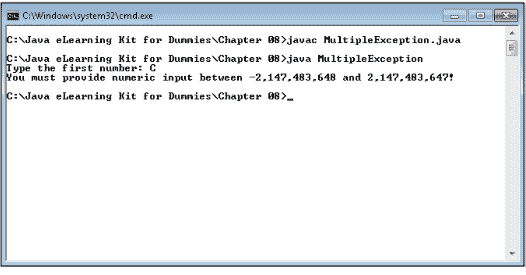 C:\Windows\system32\cmd.exe
C:\Java eLearning Kit for Dummies\Chapter 08>javac MultipleException.java
C:\Java eLearning Kit for Dummies\Chapter 08>java MultipleException
Type the first number: C
You must provide numeric input between -2,147,483,648 and 2,147,483,647!
C:\Java eLearning Kit for Dummies\Chapter 08>_